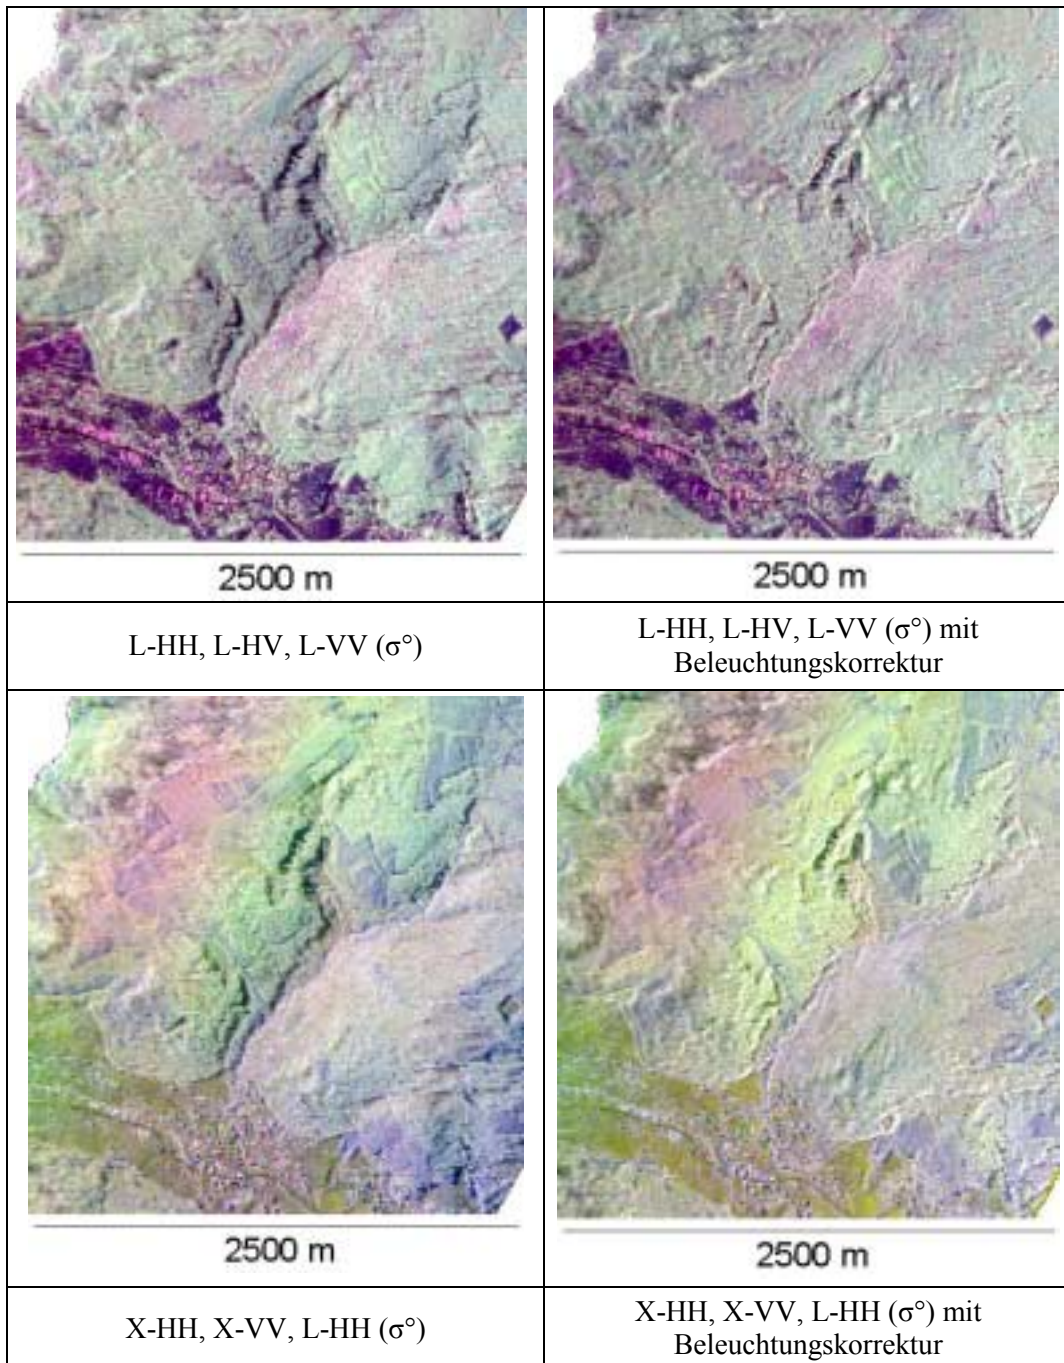 2500 m
2500 m
L-HH, L-HV, L-VV (σ°)
L-HH, L-HV, L-VV (σ°) mit
Beleuchtungskorrektur
2500 m
2500 m
X-HH, X-VV, L-HH (σ°)
X-HH, X-VV, L-HH (σ°) mit
Beleuchtungskorrektur